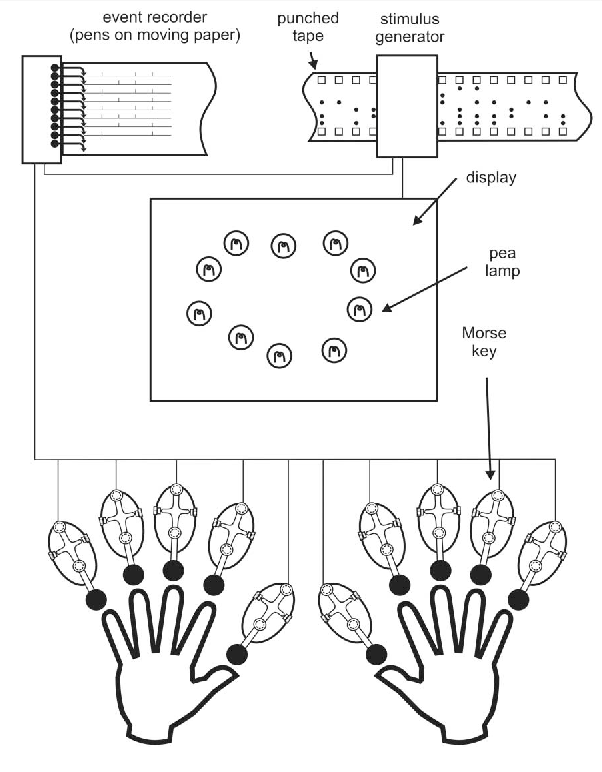 event recorder
(pens on moving paper)
punched
tape
stimulus
generator
display
pea
lamp
Morse
key